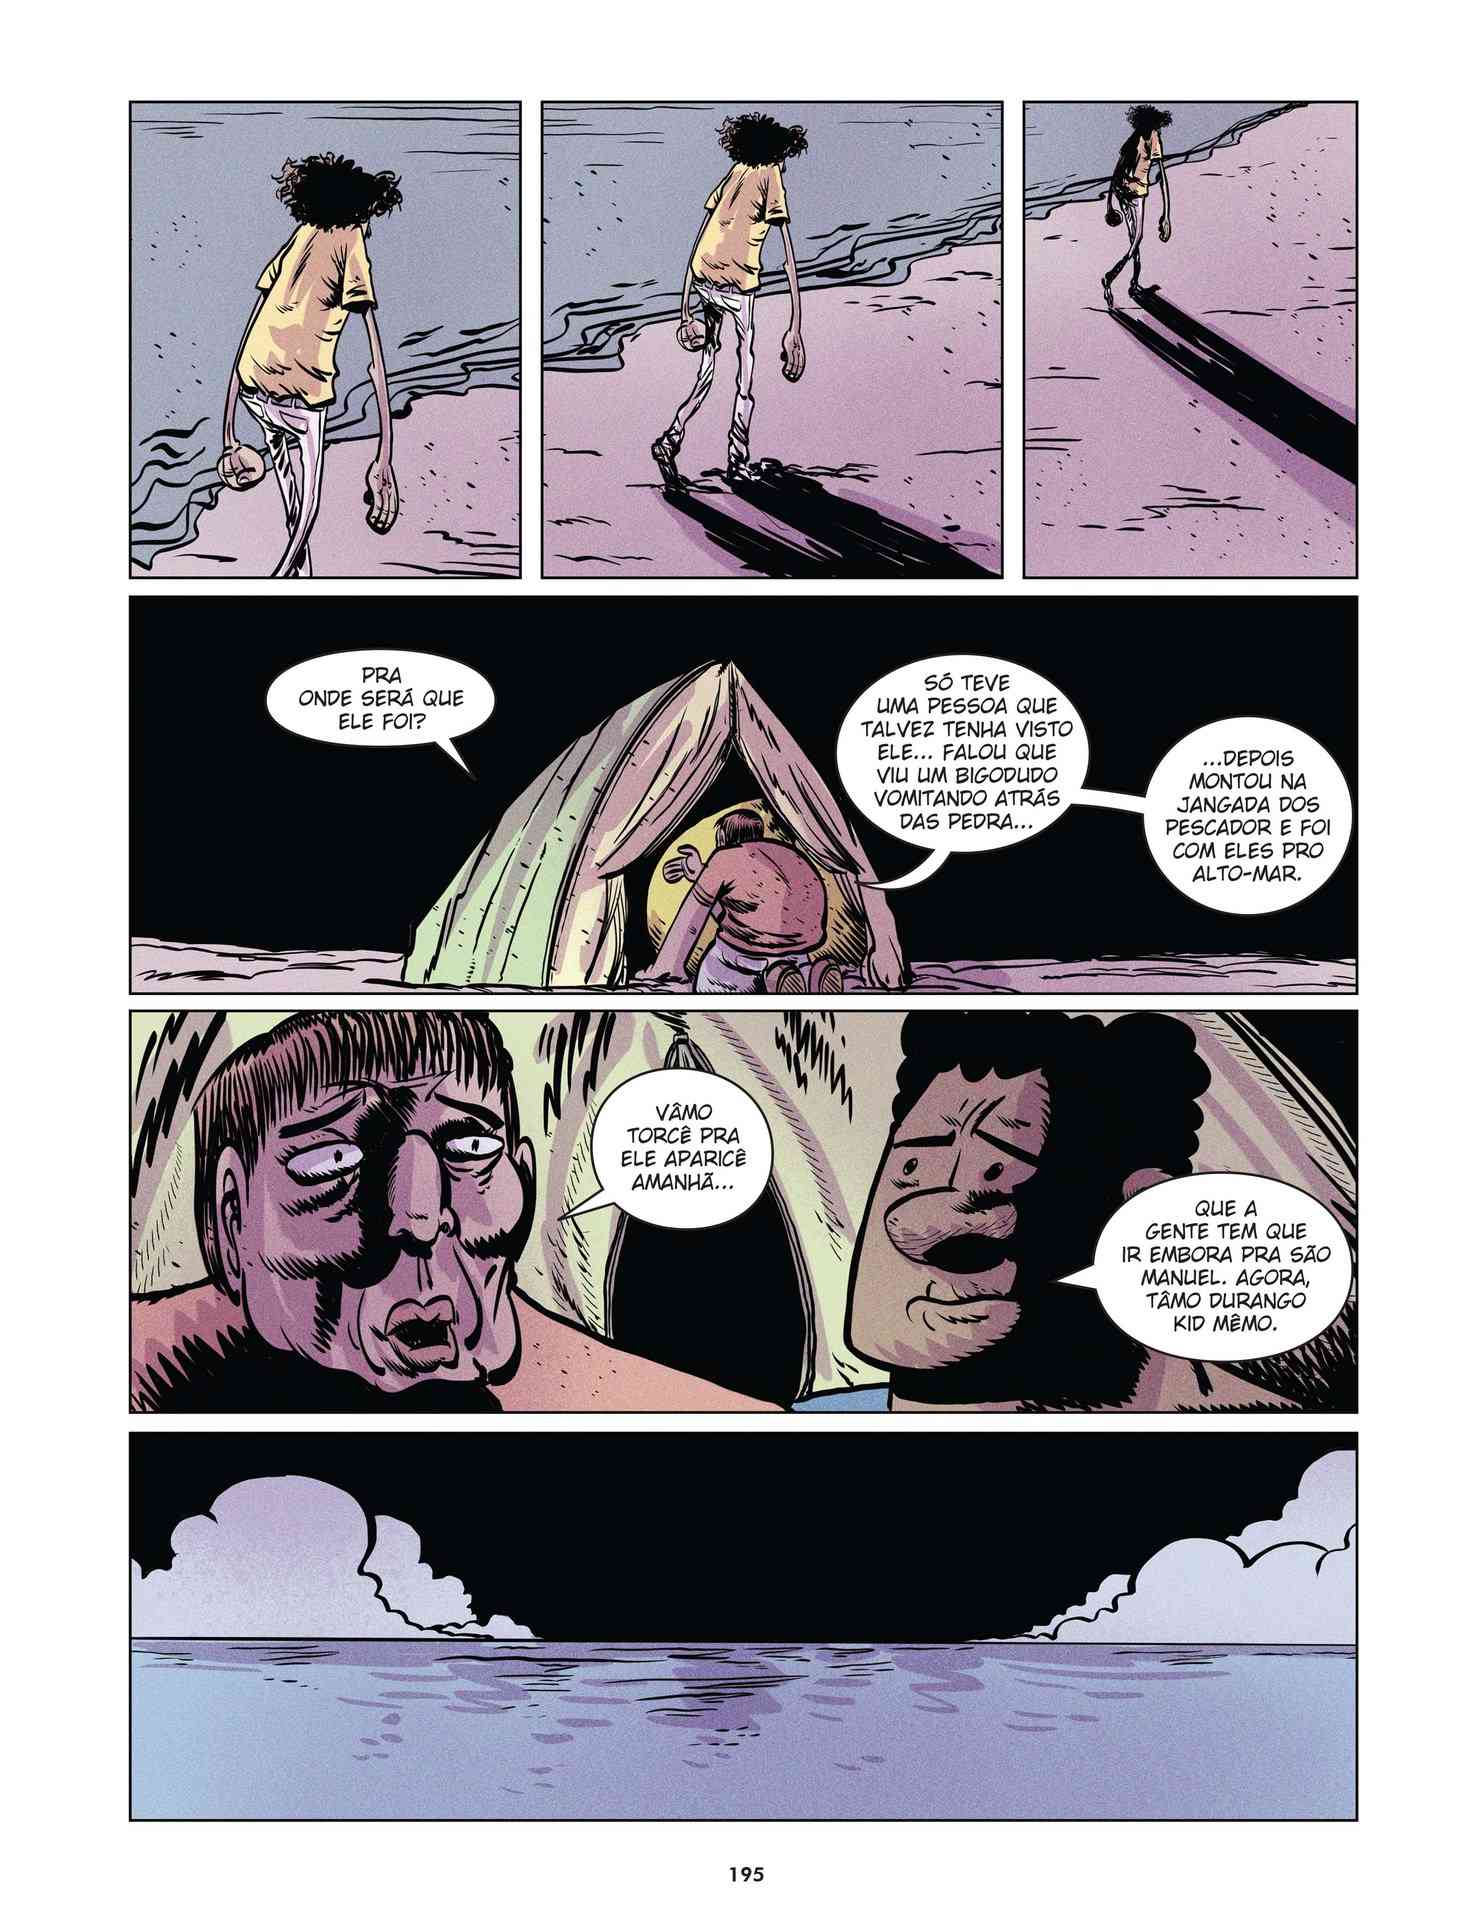 PRA
ONDE SERÁ QUE
ELE FOI?
SÓ TEVE
UMA PESSOA QUE
TALVEZ TENHA VISTO
ELE... FALOU QUE
VIU UM BIGODUDO
VOMITANDO ATRÁS
DAS PEDRA...
...DEPOIS
MONTOU NA
JANGADA DOS
PESCADOR E FOI
COM ELES PRO
ALTO-MAR.
VÂMO
TORCÊ PRA
ELE APARICÊ
AMANHÃ...
QUE A
GENTE TEM QUE
IR EMBORA PRA SÃO
MANUEL. AGORA,
TÂMO DURANGO
KID MÊMO.
195